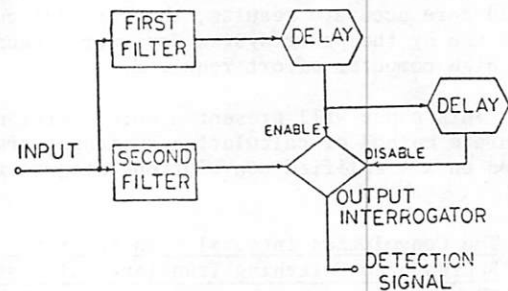 FIRST
FILTER
DELAY
DELAY
ENABLE
DISABLE
INPUT
SECOND
FILTER
OUTPUT
INTERROGATOR
DETECTION
SIGNAL